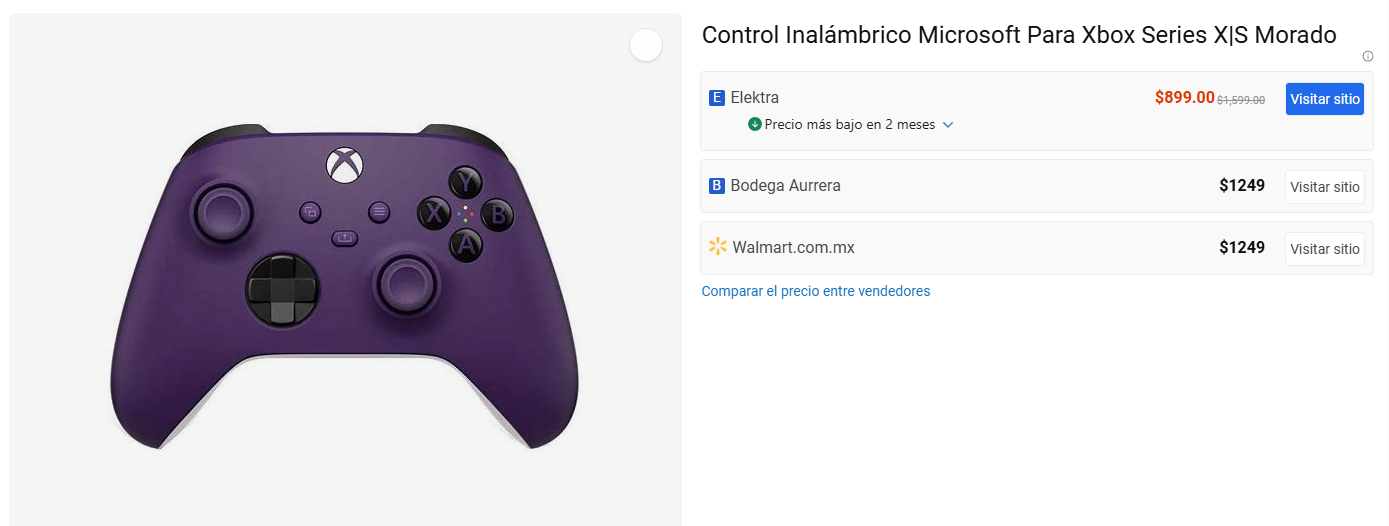 Control Inalámbrico Microsoft Para Xbox Series X|S Morado
E Elektra $899.00 $1,599.00 Visitar sitio
Precio más bajo en 2 meses
B Bodega Aurrera $1249 Visitar sitio
Walmart.com.mx $1249 Visitar sitio
Comparar el precio entre vendedores
Y
X B
A